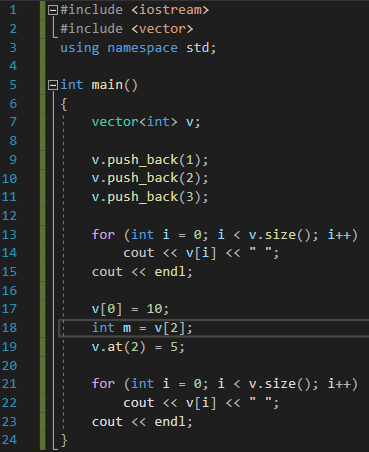 1 #include <iostream>
2 #include <vector>
3 using namespace std;
4
5 int main()
6 {
7     vector<int> v;
8
9     v.push_back(1);
10     v.push_back(2);
11     v.push_back(3);
12
13     for (int i = 0; i < v.size(); i++)
14         cout << v[i] << " ";
15     cout << endl;
16
17     v[0] = 10;
18     int m = v[2];
19     v.at(2) = 5;
20
21     for (int i = 0; i < v.size(); i++)
22         cout << v[i] << " ";
23     cout << endl;
24 }